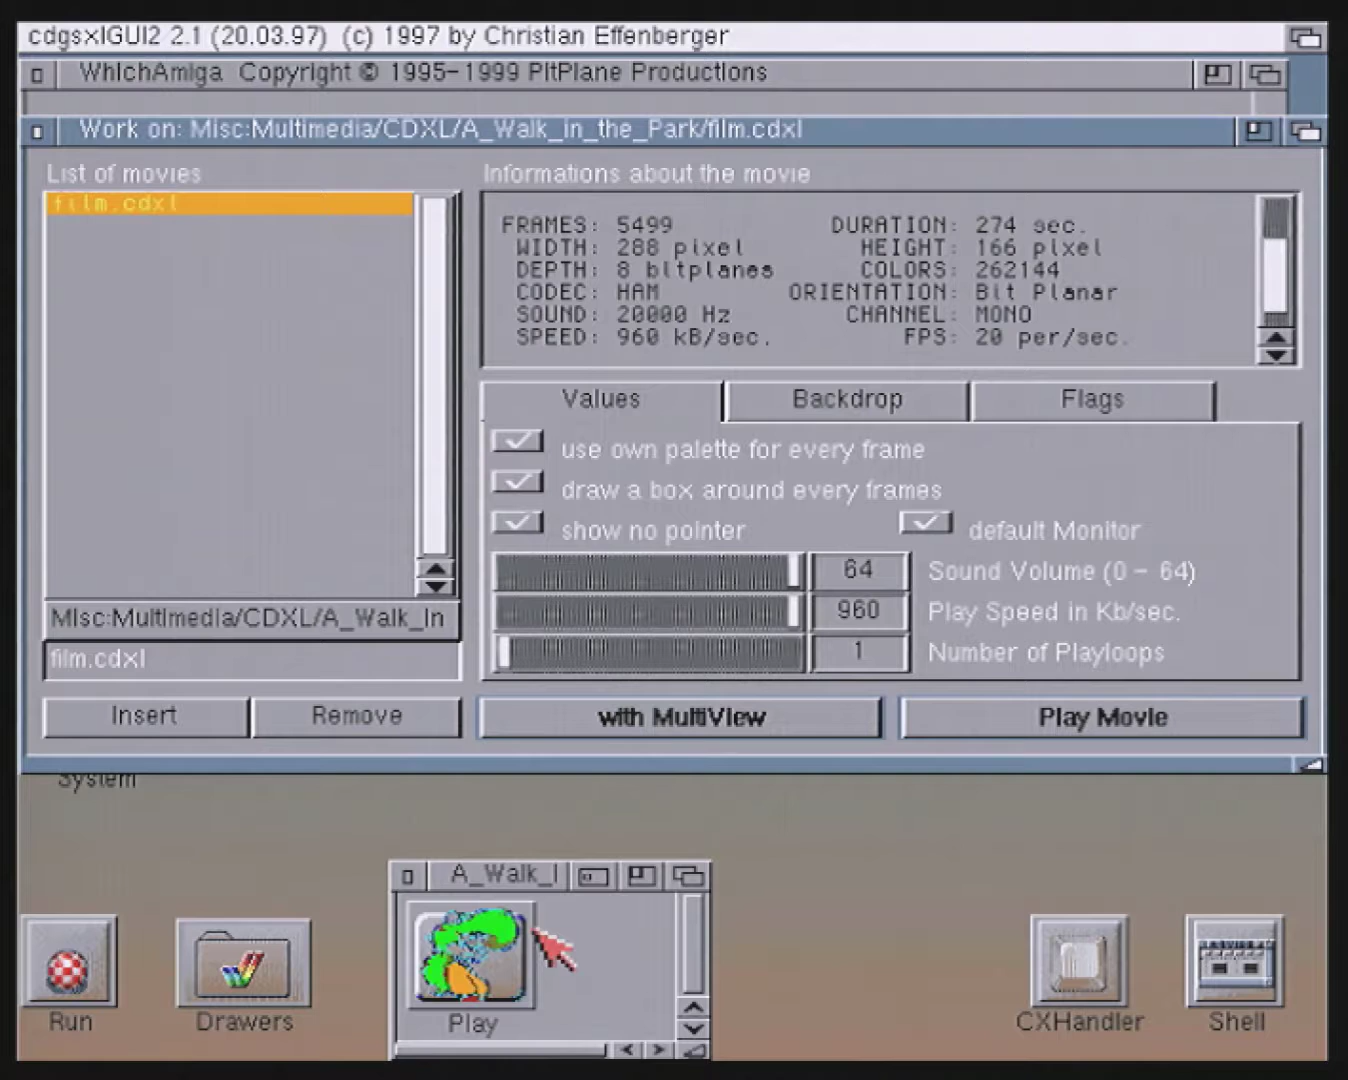 cdgsxlGUI2 2.1 (20.03.97) (c) 1997 by Christian Effenberger
WhichAmiga Copyright © 1995-1999 PitPlane Productions
Work on: Misc:Multimedia/CDXL/A_Walk_in_the_Park/film.cdxl
List of movies
film.cdxl
Misc:Multimedia/CDXL/A_Walk_in
film.cdxl
Insert Remove
Informations about the movie
FRAMES: 5499 DURATION: 274 sec.
WIDTH: 288 pixel HEIGHT: 166 pixel
DEPTH: 8 bitplanes COLORS: 262144
CODEC: HAM ORIENTATION: Bit Planar
SOUND: 20000 Hz CHANNEL: MONO
SPEED: 960 kB/sec. FPS: 20 per/sec.
Values Backdrop Flags
use own palette for every frame
draw a box around every frames
show no pointer default Monitor
64 Sound Volume (0 - 64)
960 Play Speed in Kb/sec.
1 Number of Playloops
with MultiView Play Movie
System
A_Walk_I
Play
Run Drawers CXHandler Shell